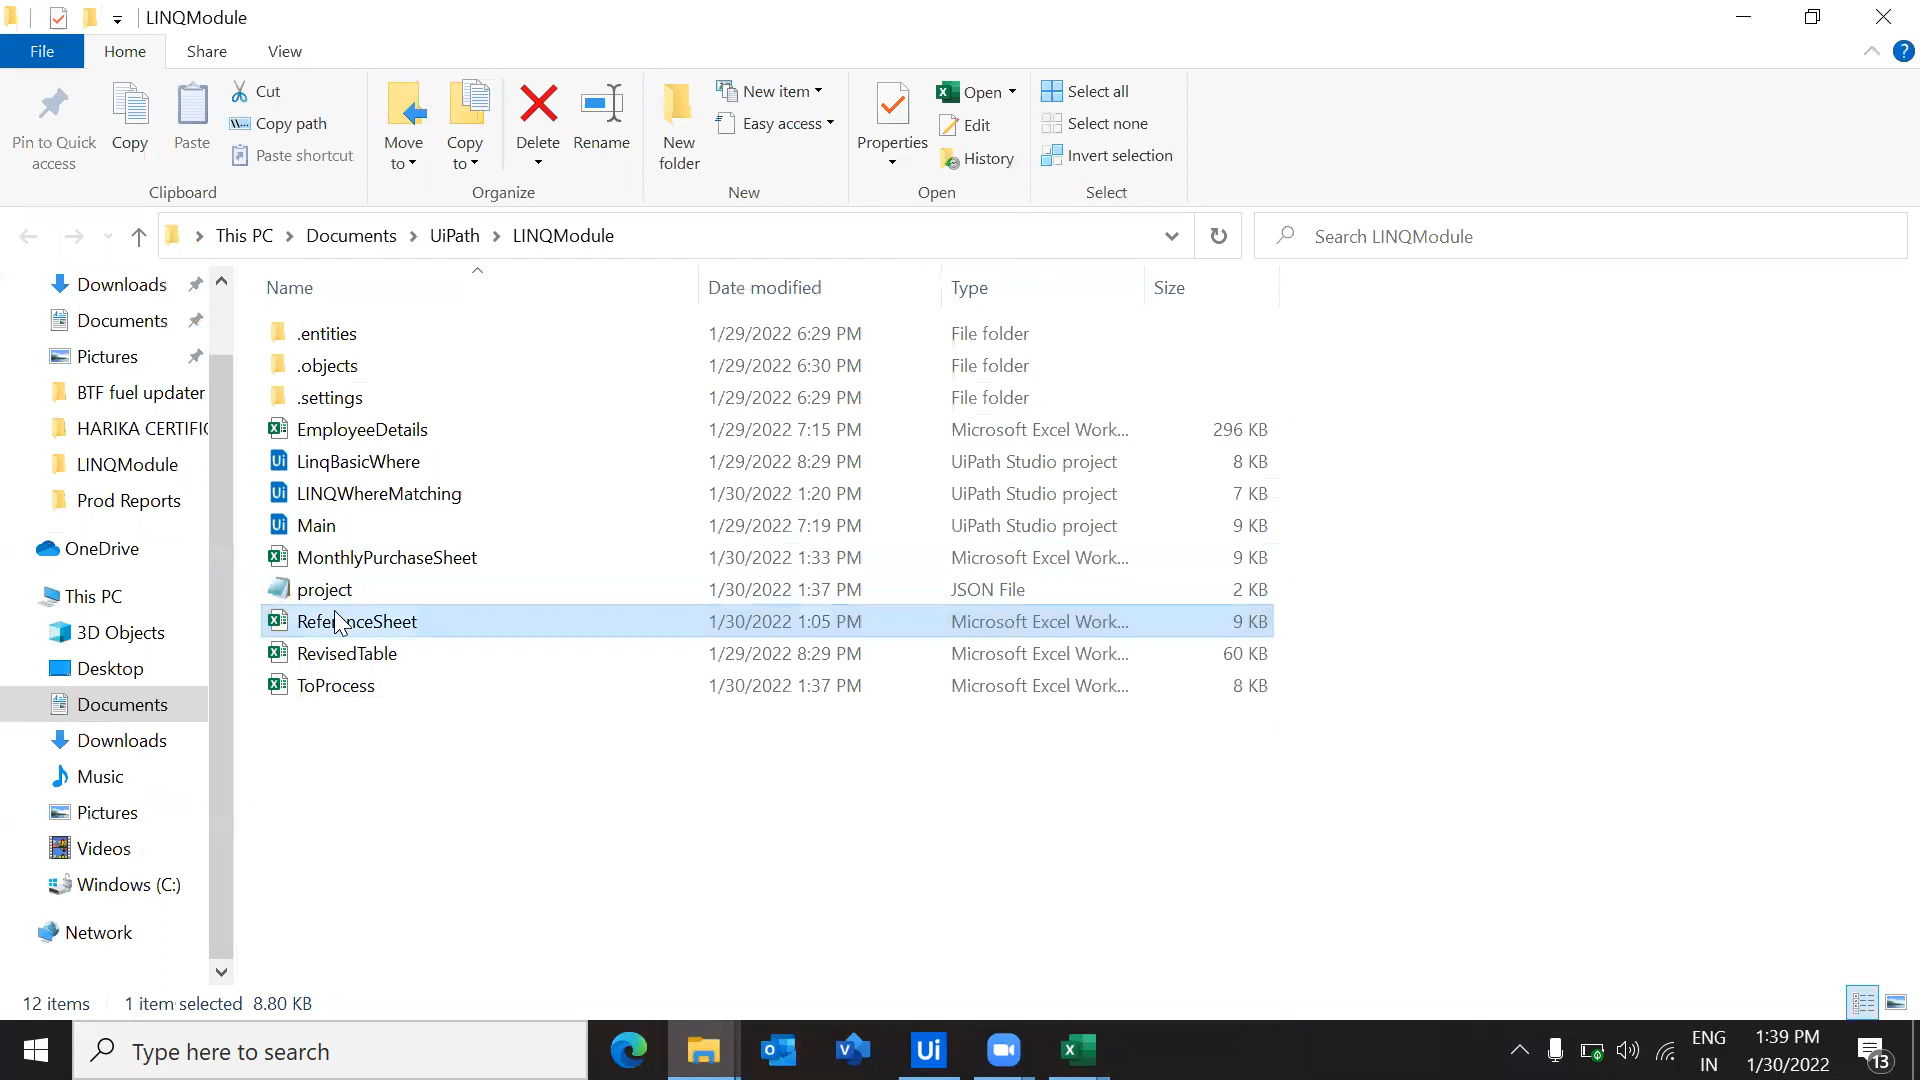 LINQModule
File Home Share View
Pin to Quick access
Copy
Paste
Cut
Copy path
Paste shortcut
Clipboard
Move to
Copy to
Delete
Rename
Organize
New folder
New item
Easy access
New
Properties
Open
Edit
History
Open
Select all
Select none
Invert selection
Select
This PC Documents UiPath LINQModule
Search LINQModule
Downloads
Documents
Pictures
BTF fuel updater
HARIKA CERTIFIC
LINQModule
Prod Reports
OneDrive
This PC
3D Objects
Desktop
Documents
Downloads
Music
Pictures
Videos
Windows (C:)
Network
Name Date modified Type Size
.entities 1/29/2022 6:29 PM File folder
.objects 1/29/2022 6:30 PM File folder
.settings 1/29/2022 6:29 PM File folder
EmployeeDetails 1/29/2022 7:15 PM Microsoft Excel Work... 296 KB
LinqBasicWhere 1/29/2022 8:29 PM UiPath Studio project 8 KB
LINQWhereMatching 1/30/2022 1:20 PM UiPath Studio project 7 KB
Main 1/29/2022 7:19 PM UiPath Studio project 9 KB
MonthlyPurchaseSheet 1/30/2022 1:33 PM Microsoft Excel Work... 9 KB
project 1/30/2022 1:37 PM JSON File 2 KB
ReferenceSheet 1/30/2022 1:05 PM Microsoft Excel Work... 9 KB
RevisedTable 1/29/2022 8:29 PM Microsoft Excel Work... 60 KB
ToProcess 1/30/2022 1:37 PM Microsoft Excel Work... 8 KB
12 items 1 item selected 8.80 KB
Type here to search
Ui
ENG
IN
1:39 PM
1/30/2022
13